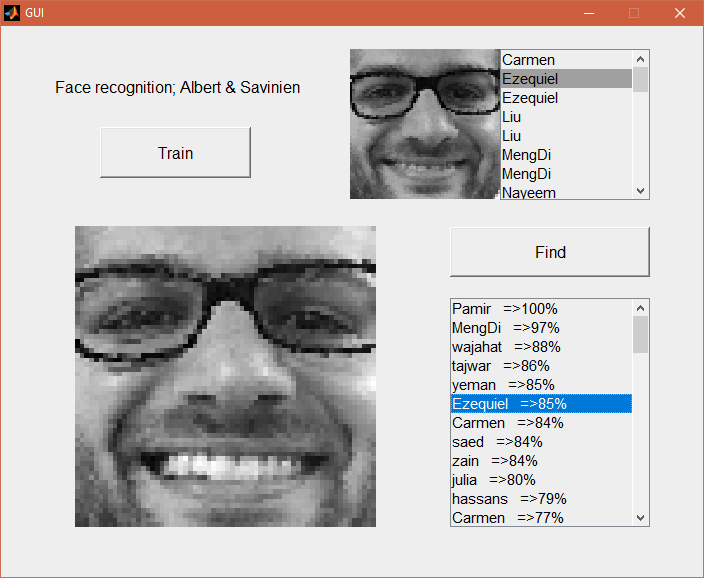 GUI
Face recognition; Albert & Savinien
Train
Carmen
Ezequiel
Ezequiel
Liu
Liu
MengDi
MengDi
Nayeem
Find
Pamir =>100%
MengDi =>97%
wajahat =>88%
tajwar =>86%
yeman =>85%
Ezequiel =>85%
Carmen =>84%
saed =>84%
zain =>84%
julia =>80%
hassans =>79%
Carmen =>77%